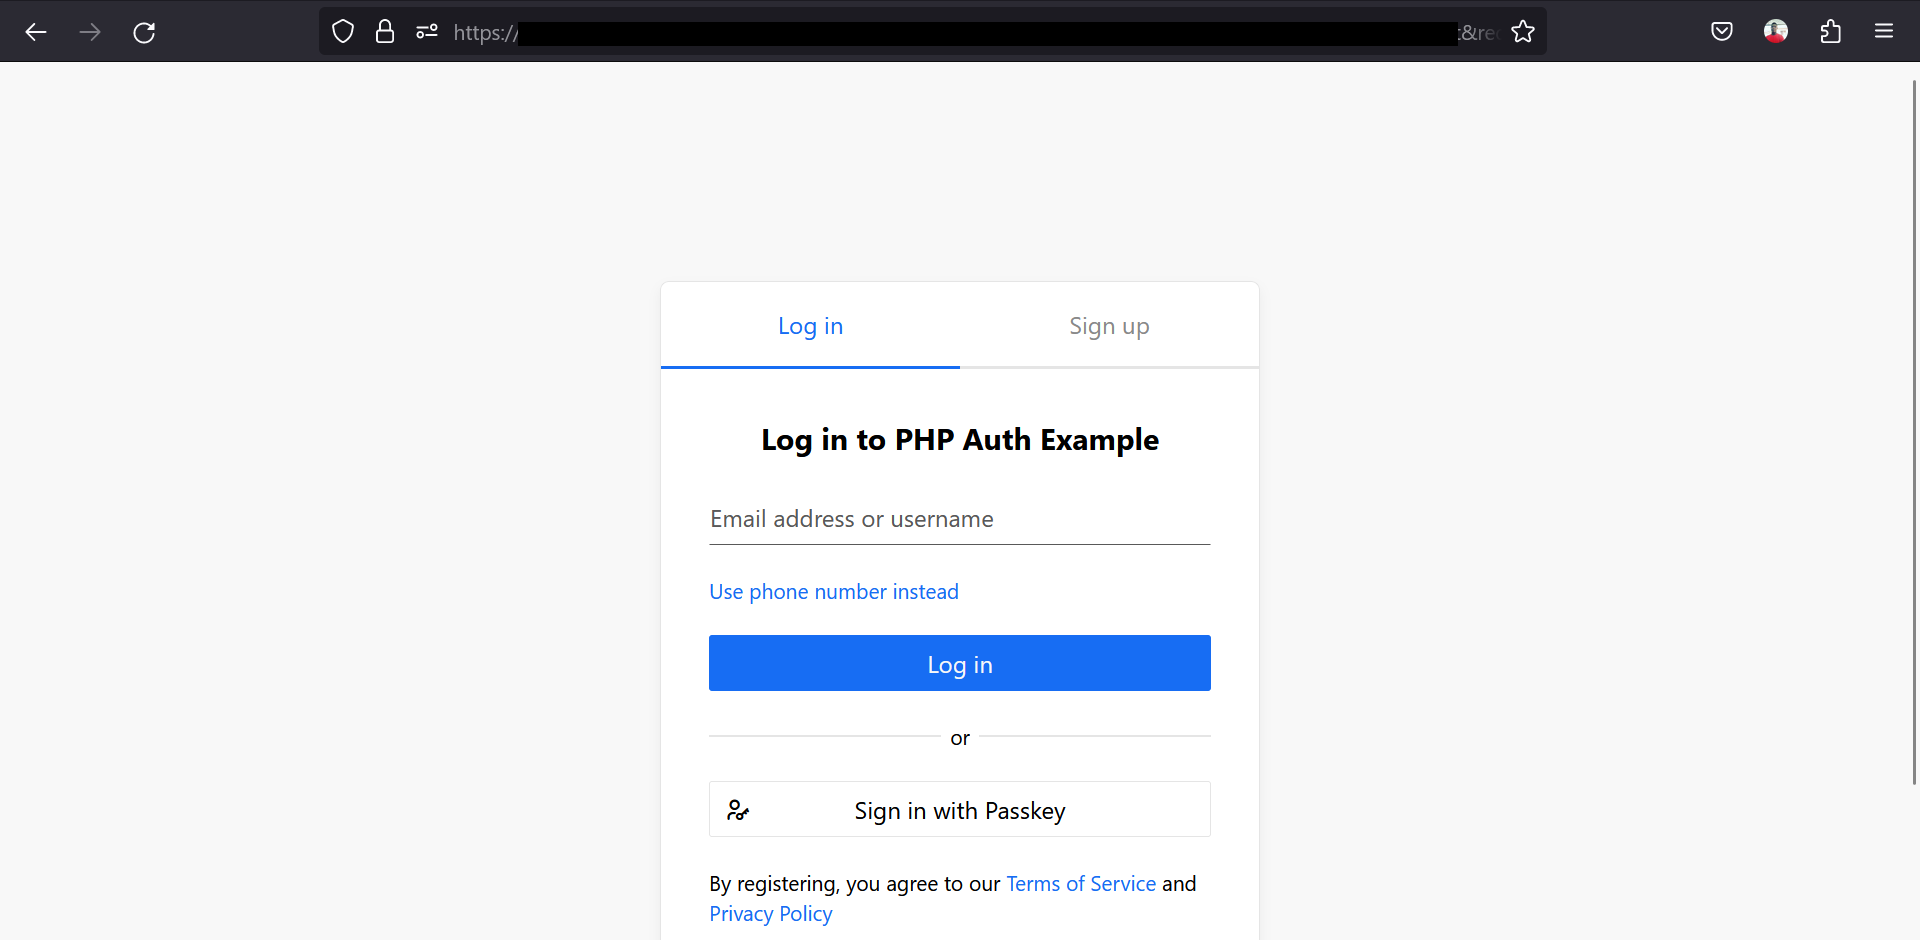 https://
Log in
Sign up
Log in to PHP Auth Example
Email address or username
Use phone number instead
Log in
or
Sign in with Passkey
By registering, you agree to our Terms of Service and
Privacy Policy